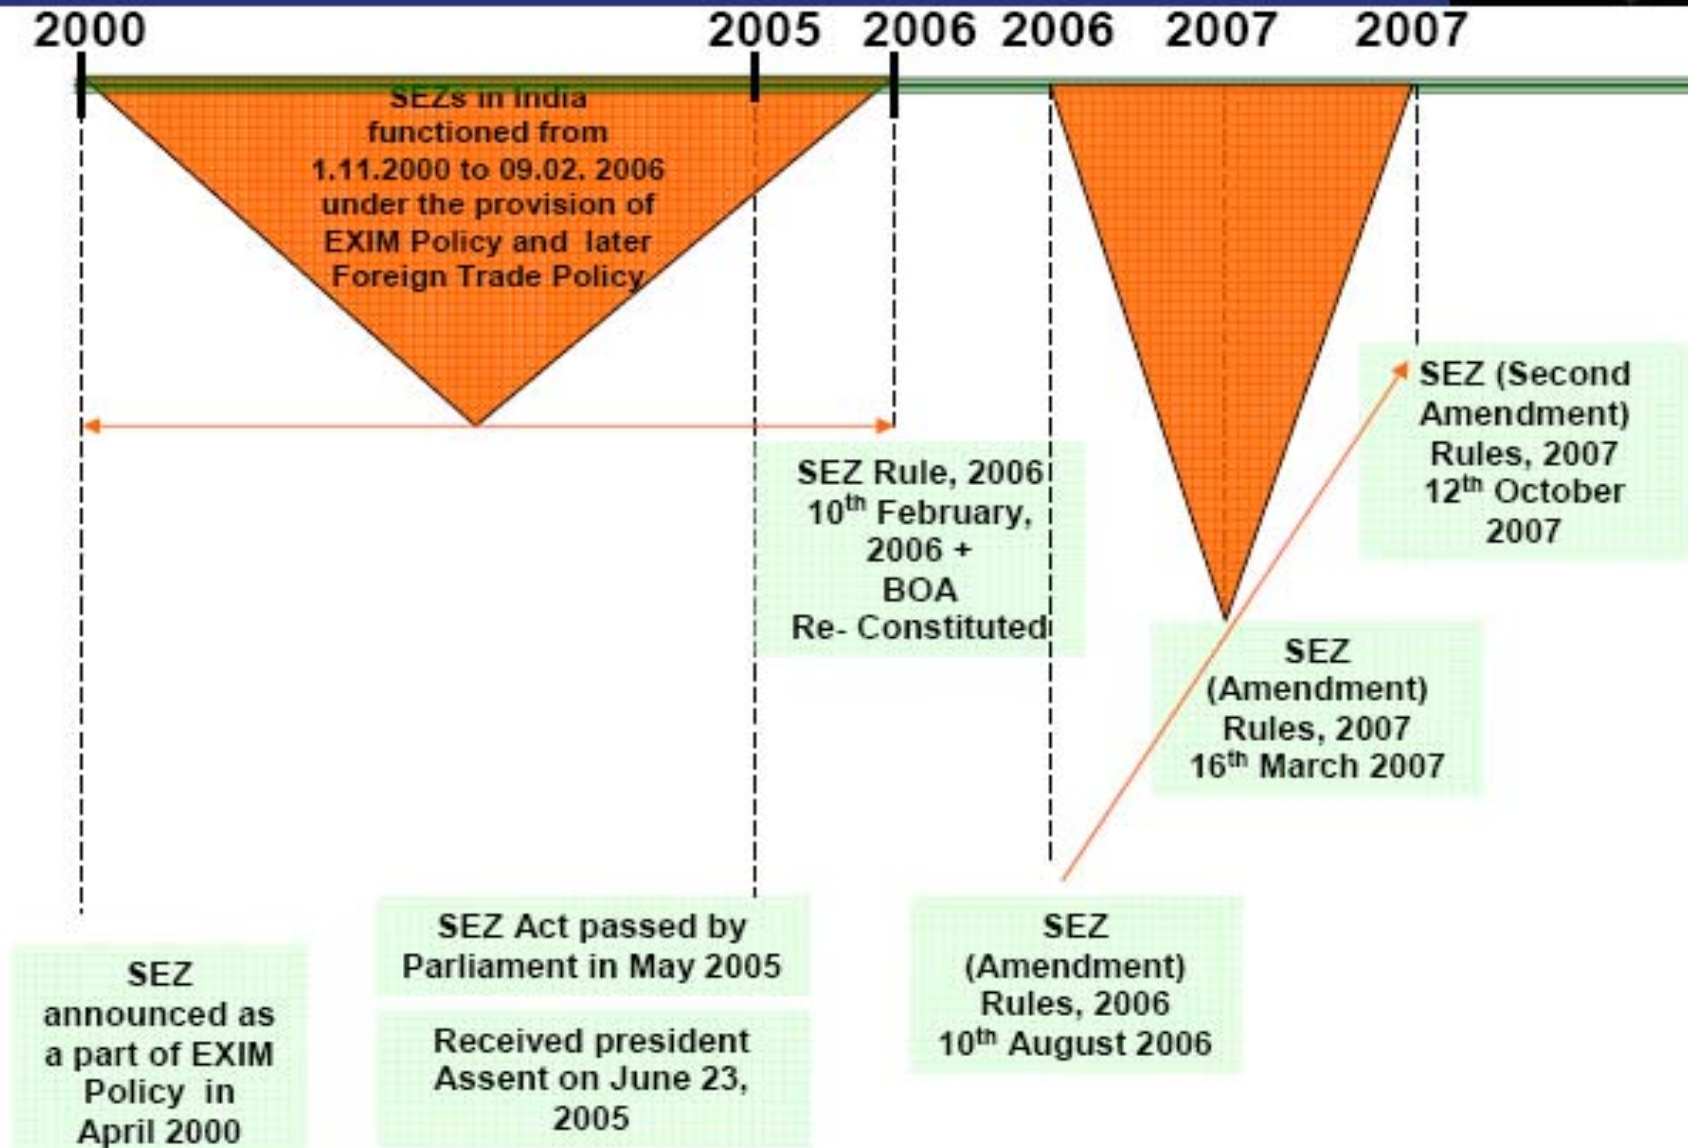 2000 2005 2006 2006 2007 2007
SEZs in India
functioned from
1.11.2000 to 09.02. 2006
under the provision of
EXIM Policy and later
Foreign Trade Policy
SEZ (Second
Amendment)
Rules, 2007
12th October
2007
SEZ Rule, 2006
10th February,
2006 +
BOA
Re- Constituted
SEZ
(Amendment)
Rules, 2007
16th March 2007
SEZ
announced as
a part of EXIM
Policy in
April 2000
SEZ Act passed by
Parliament in May 2005
Received president
Assent on June 23,
2005
SEZ
(Amendment)
Rules, 2006
10th August 2006